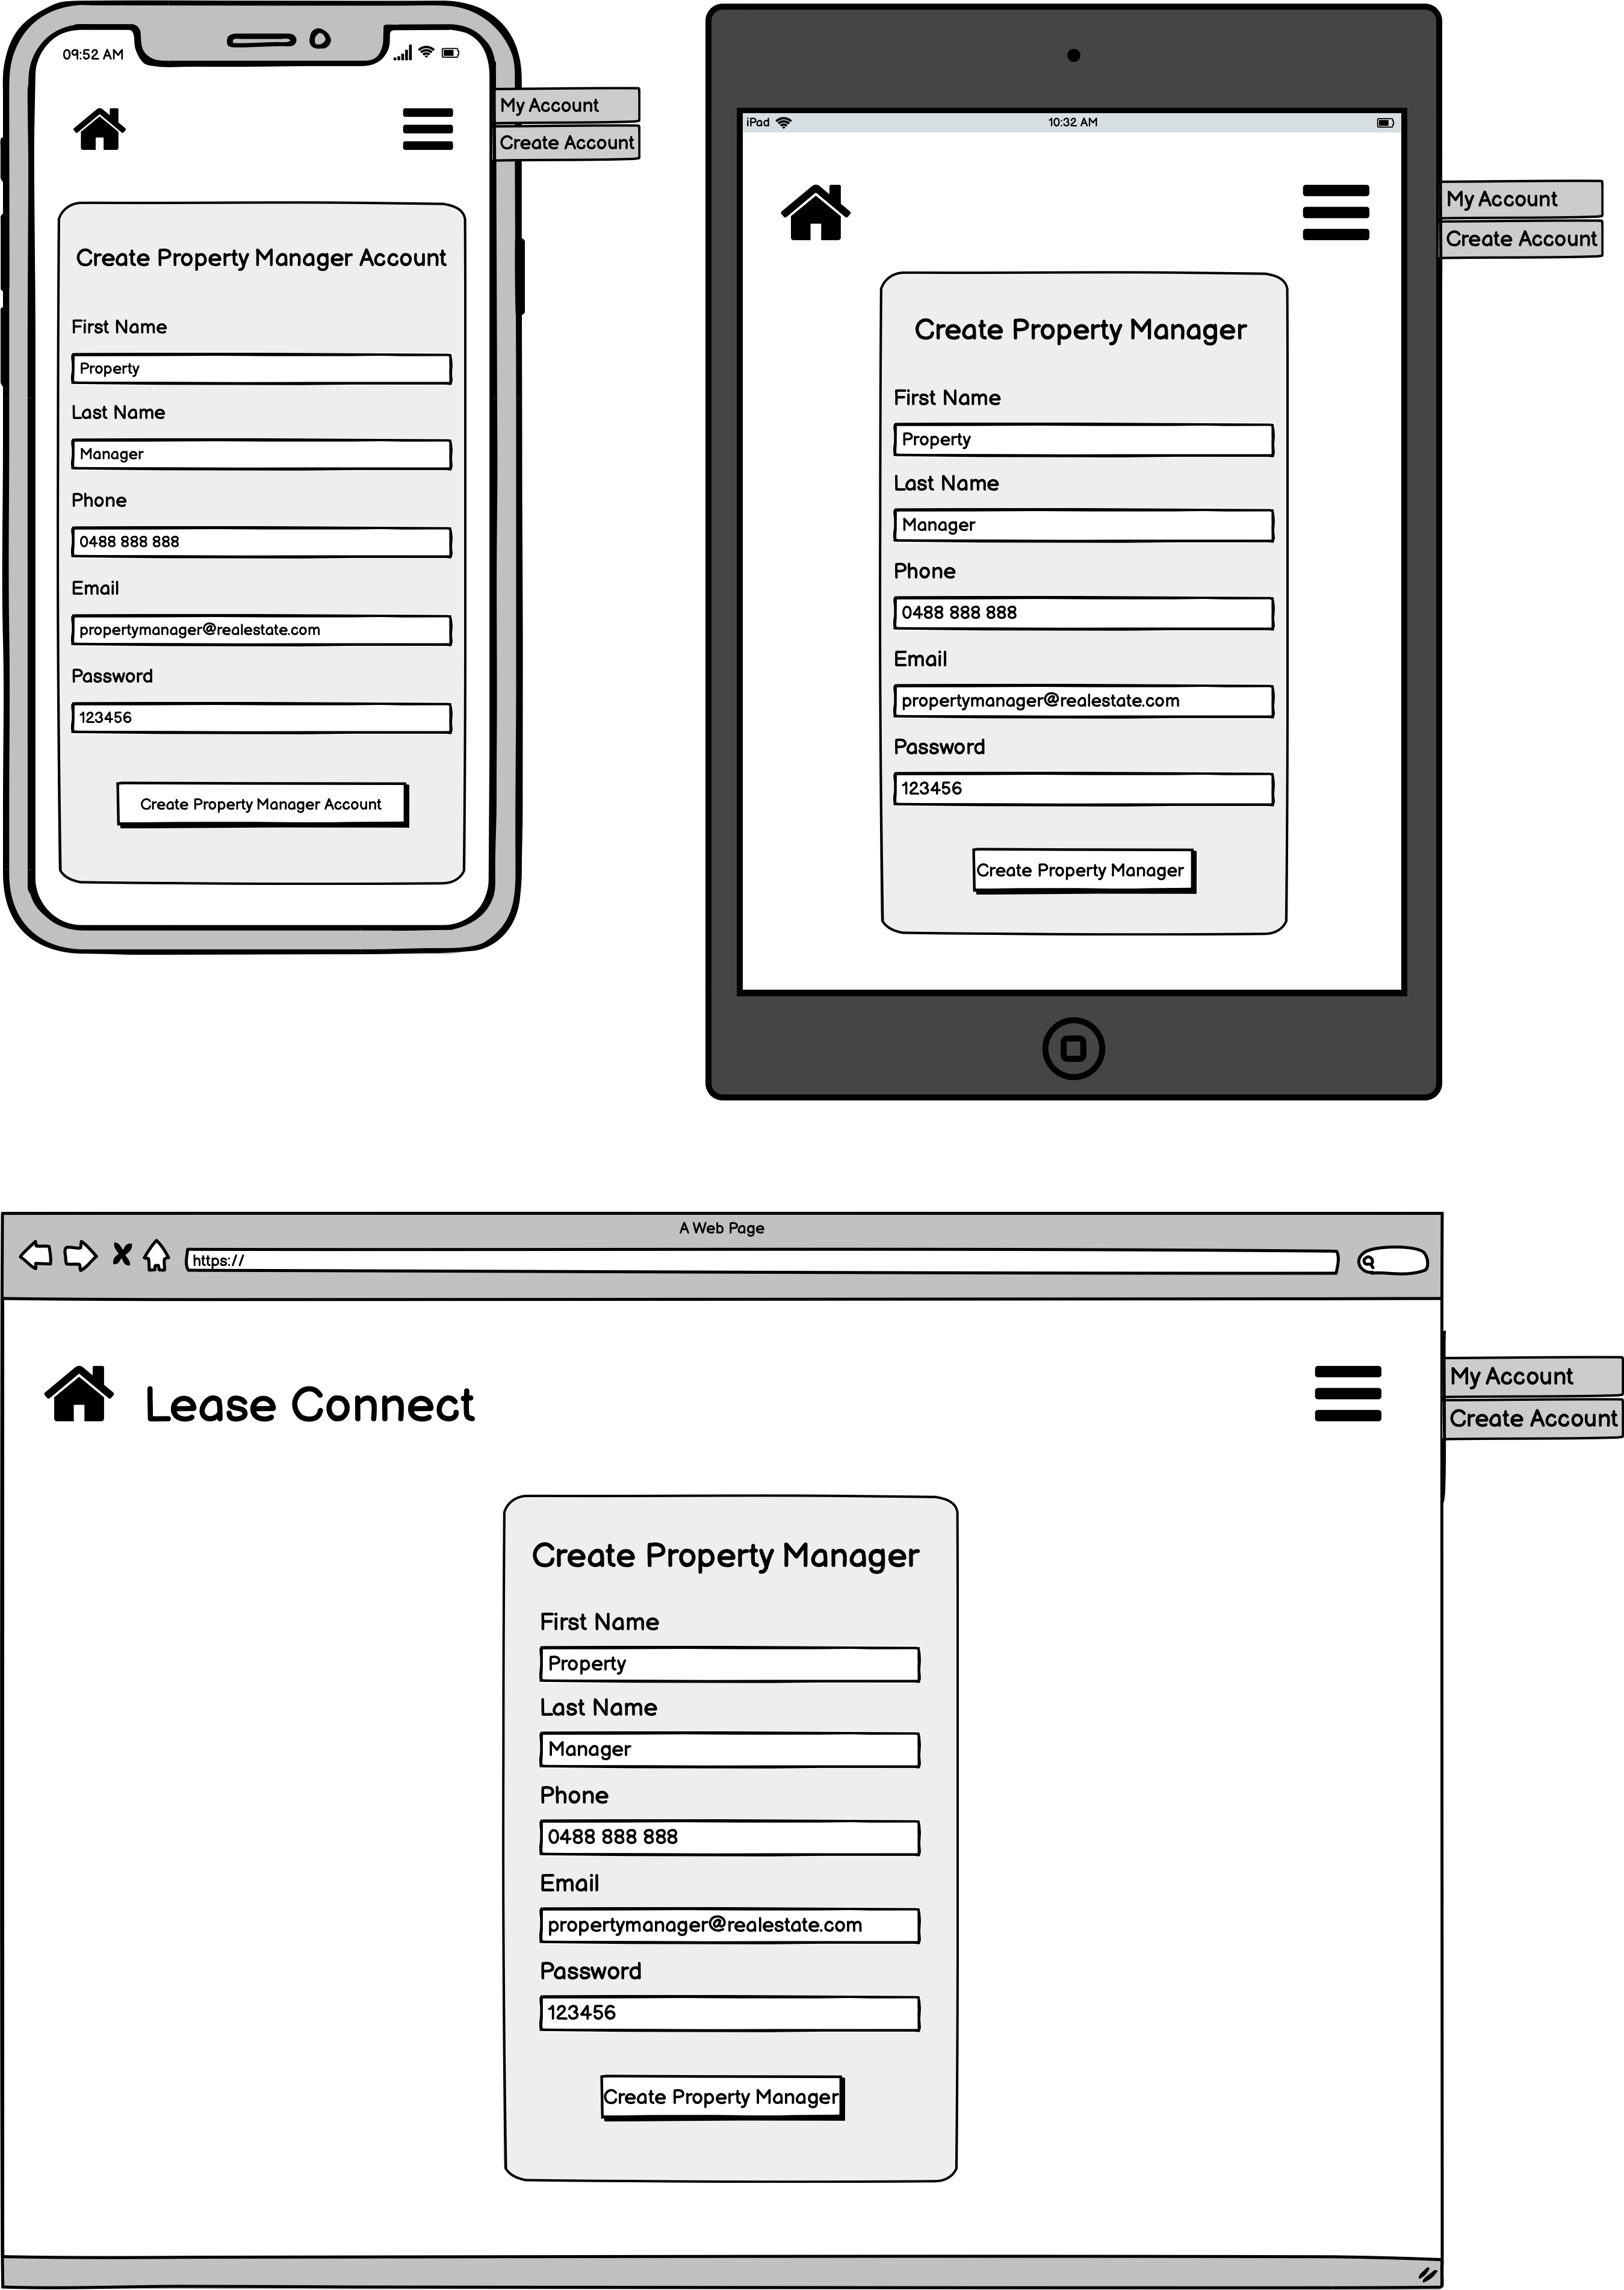 09:52 AM
My Account
Create Account
Create Property Manager Account
First Name
Property
Last Name
Manager
Phone
0488 888 888
Email
propertymanager@realestate.com
Password
123456
Create Property Manager Account
iPad
10:32 AM
My Account
Create Account
Create Property Manager
First Name
Property
Last Name
Manager
Phone
0488 888 888
Email
propertymanager@realestate.com
Password
123456
Create Property Manager
A Web Page
https://
Lease Connect
My Account
Create Account
Create Property Manager
First Name
Property
Last Name
Manager
Phone
0488 888 888
Email
propertymanager@realestate.com
Password
123456
Create Property Manager